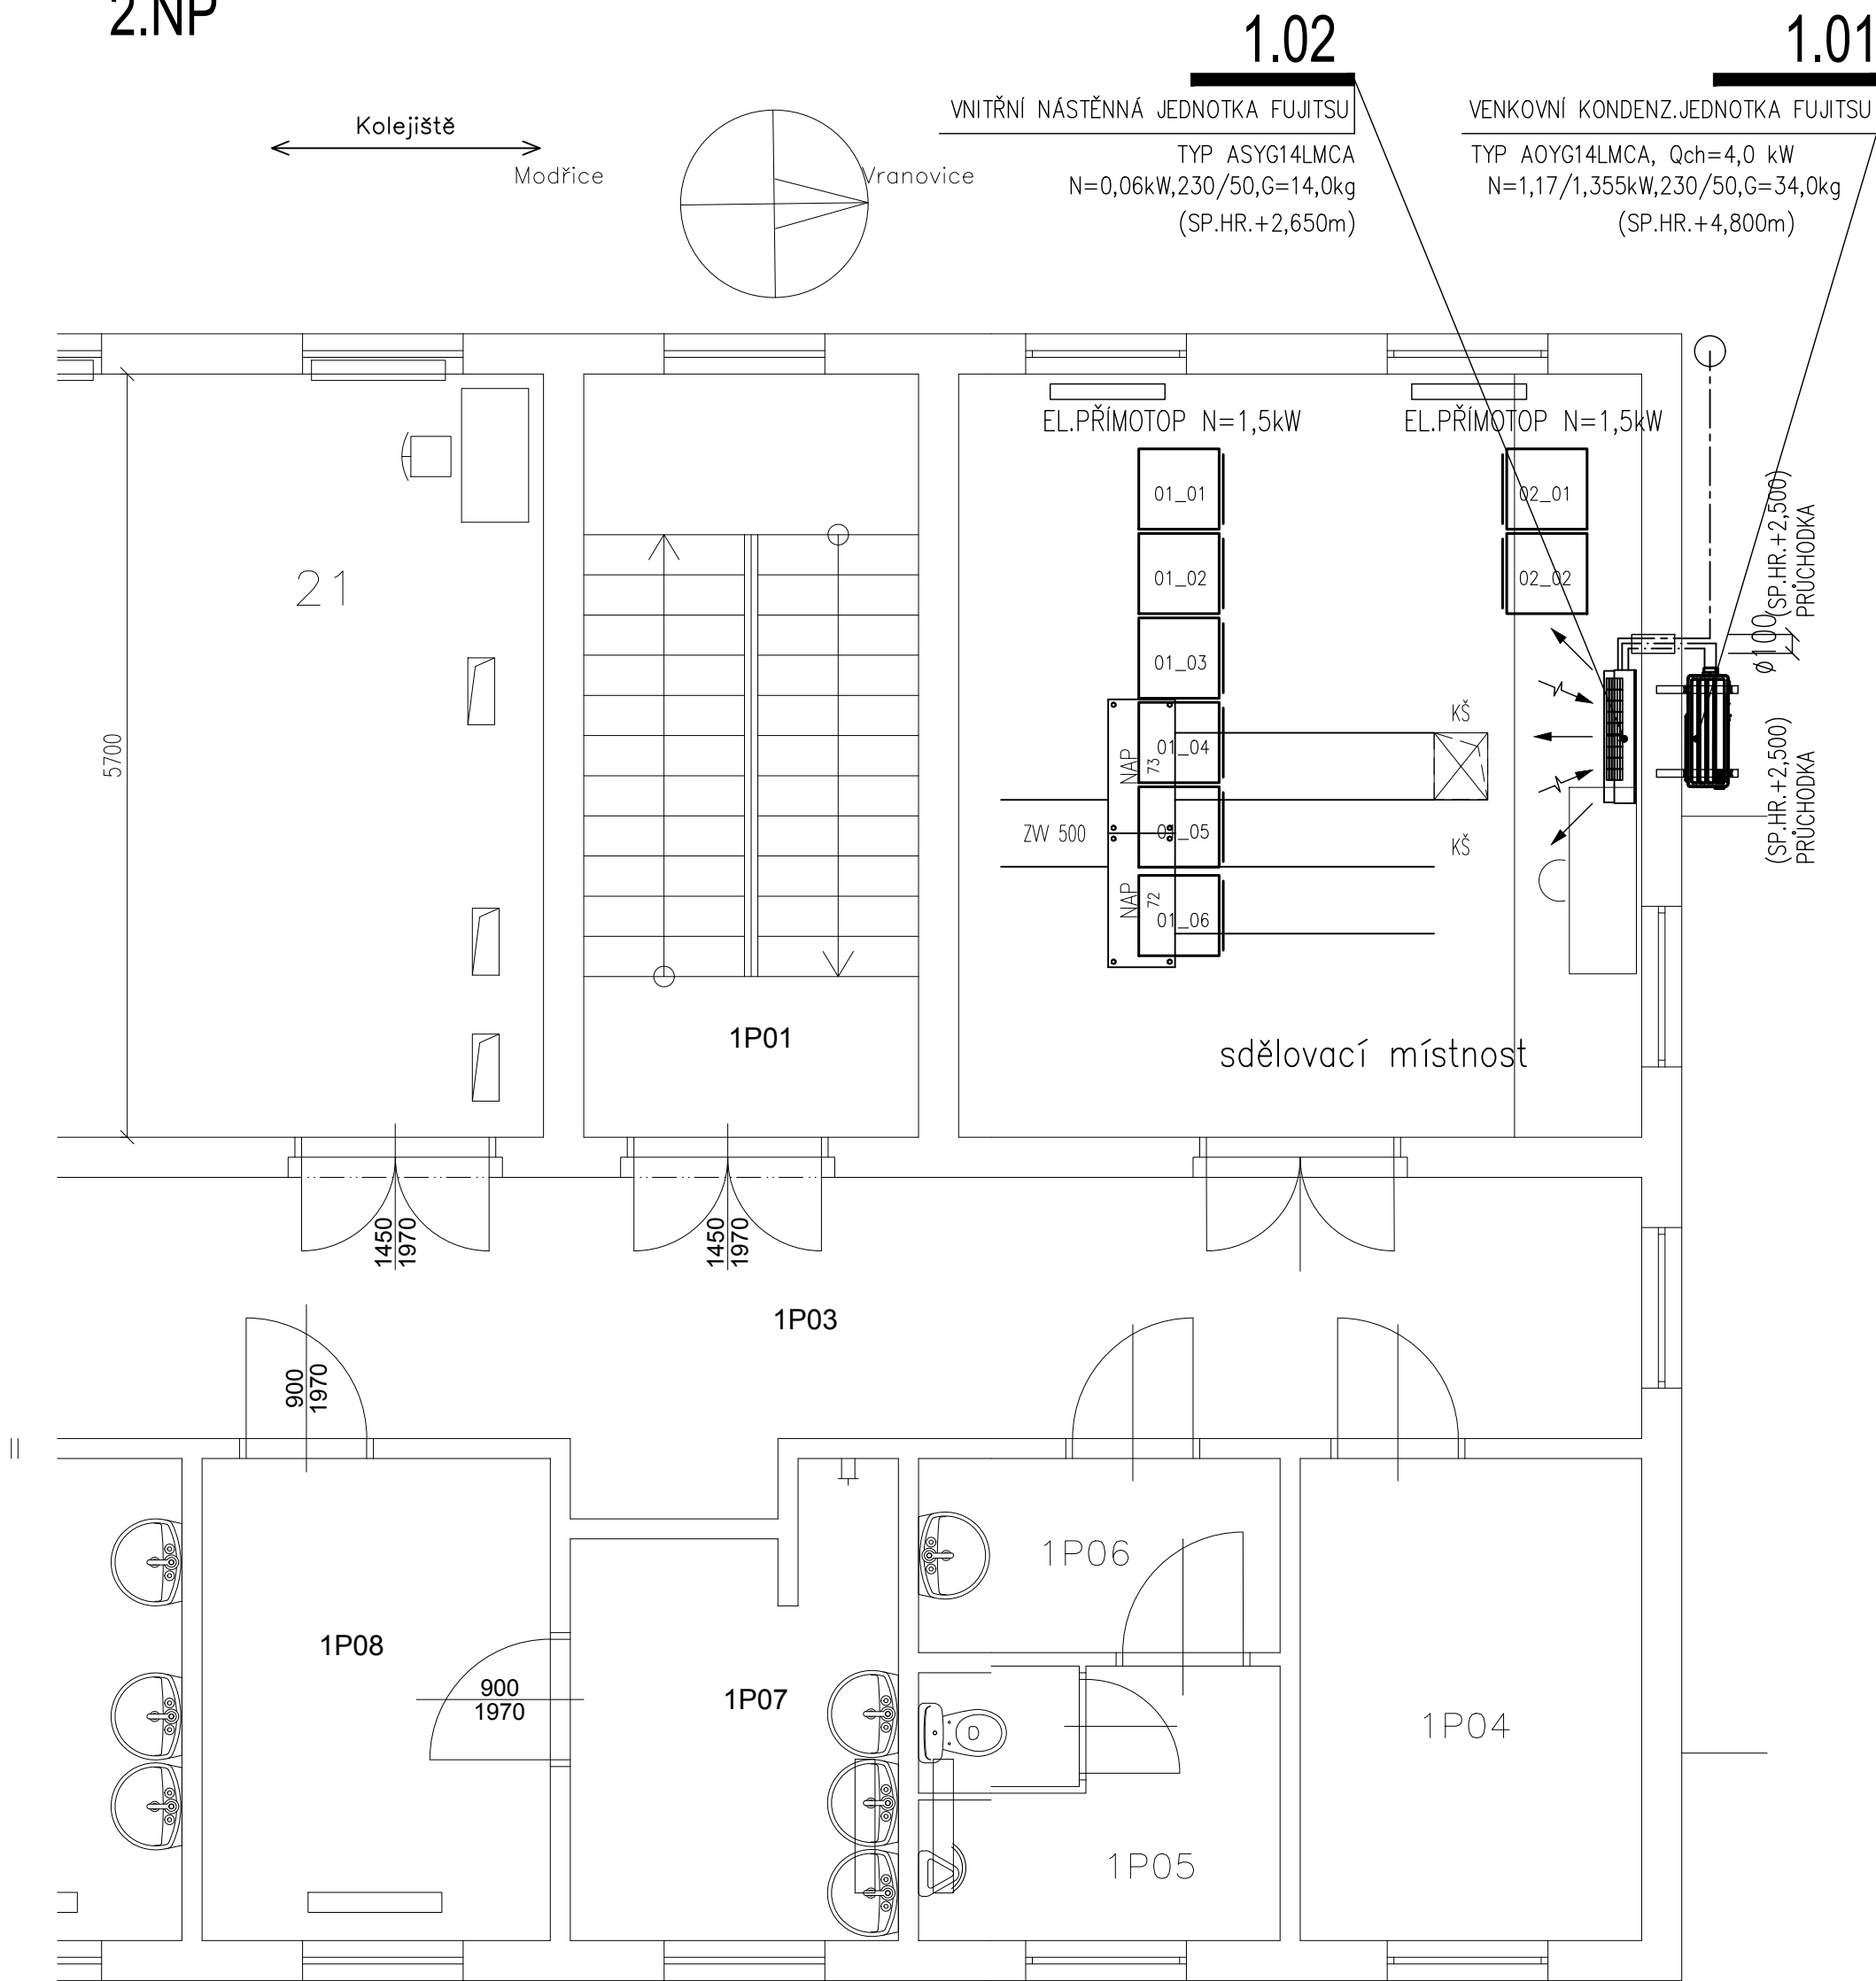 2.NP
1.02
1.01
VNITŘNÍ NÁSTĚNNÁ JEDNOTKA FUJITSU
TYP ASYG14LMCA
N=0,06kW,230/50,G=14,0kg
(SP.HR.+2,650m)
VENKOVNÍ KONDENZ.JEDNOTKA FUJITSU
TYP AOYG14LMCA, Qch=4,0 kW
N=1,17/1,355kW,230/50,G=34,0kg
(SP.HR.+4,800m)
Kolejiště
Modřice
Vranovice
EL.PŘÍMOTOP N=1,5kW
EL.PŘÍMOTOP N=1,5kW
01_01
02_01
01_02
02_02
01_03
01_04
01_05
01_06
NAP
73
NAP
72
ZW 500
KŠ
KŠ
(SP.HR.+2,500)
PRŮCHODKA
ϕ100
(SP.HR.+2,500)
PRŮCHODKA
21
5700
1P01
sdělovací místnost
1450
1970
1450
1970
1P03
900
1970
1P06
1P08
900
1970
1P07
1P04
1P05